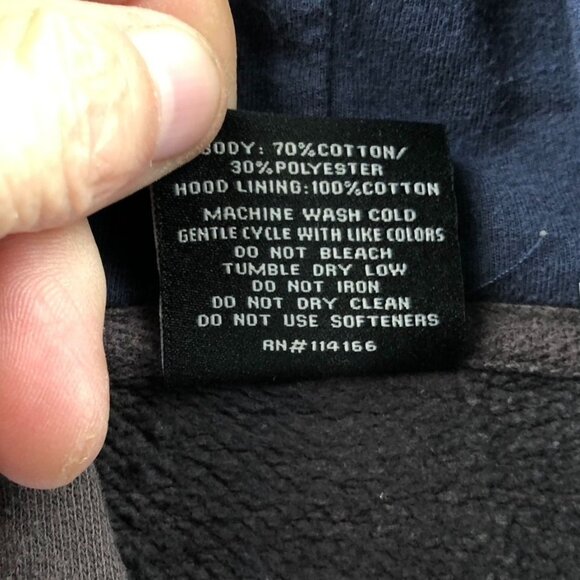 BODY: 70%COTTON/
30%POLYESTER
HOOD LINING:100%COTTON
MACHINE WASH COLD
GENTLE CYCLE WITH LIKE COLORS
DO NOT BLEACH
TUMBLE DRY LOW
DO NOT IRON
DO NOT DRY CLEAN
DO NOT USE SOFTENERS
RN#114166